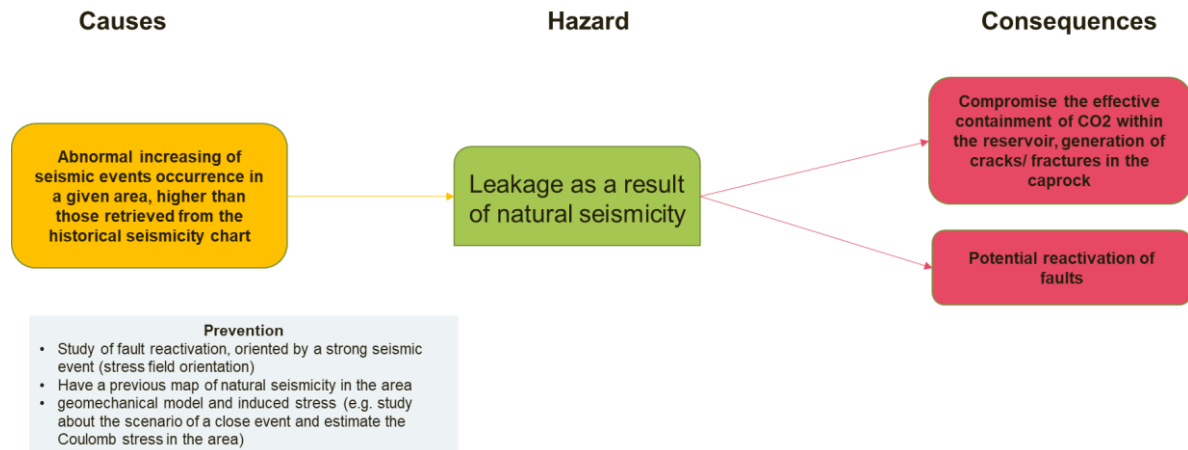 Causes
Hazard
Consequences
Abnormal increasing of
seismic events occurrence in
a given area, higher than
those retrieved from the
historical seismicity chart
Leakage as a result
of natural seismicity
Compromise the effective
containment of CO2 within
the reservoir, generation of
cracks/ fractures in the
caprock
Potential reactivation of
faults
Prevention
• Study of fault reactivation, oriented by a strong seismic
event (stress field orientation)
• Have a previous map of natural seismicity in the area
• geomechanical model and induced stress (e.g. study
about the scenario of a close event and estimate the
Coulomb stress in the area)